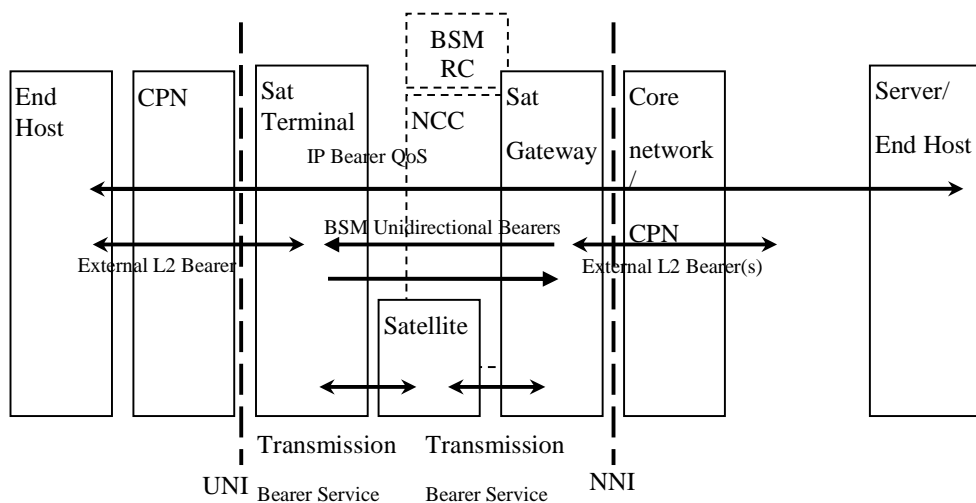 BSM
RC
End
Host
CPN
Sat
Terminal
NCC
Sat
Gateway
Core
network
/
CPN
Server/
End Host
IP Bearer QoS
BSM Unidirectional Bearers
External L2 Bearer
External L2 Bearer(s)
Satellite
Transmission
Bearer Service
Transmission
Bearer Service
UNI
NNI